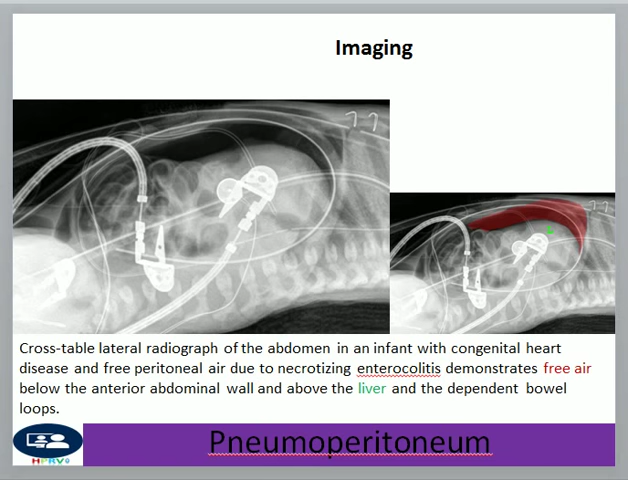 Imaging
Cross-table lateral radiograph of the abdomen in an infant with congenital heart
disease and free peritoneal air due to necrotizing enterocolitis demonstrates free air
below the anterior abdominal wall and above the liver and the dependent bowel
loops.
Pneumoperitoneum